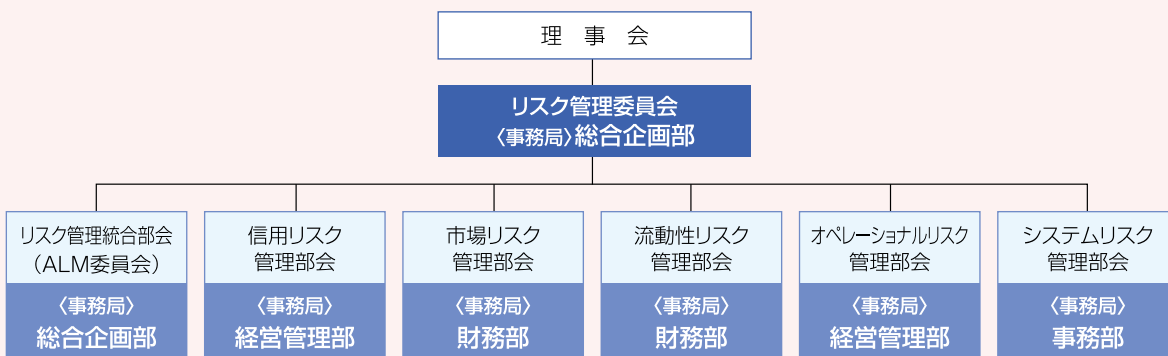 理事会
リスク管理委員会
〈事務局〉総合企画部
リスク管理統合部会
（ALM委員会）
〈事務局〉
総合企画部
信用リスク
管理部会
〈事務局〉
経営管理部
市場リスク
管理部会
〈事務局〉
財務部
流動性リスク
管理部会
〈事務局〉
財務部
オペレーショナルリスク
管理部会
〈事務局〉
経営管理部
システムリスク
管理部会
〈事務局〉
事務部